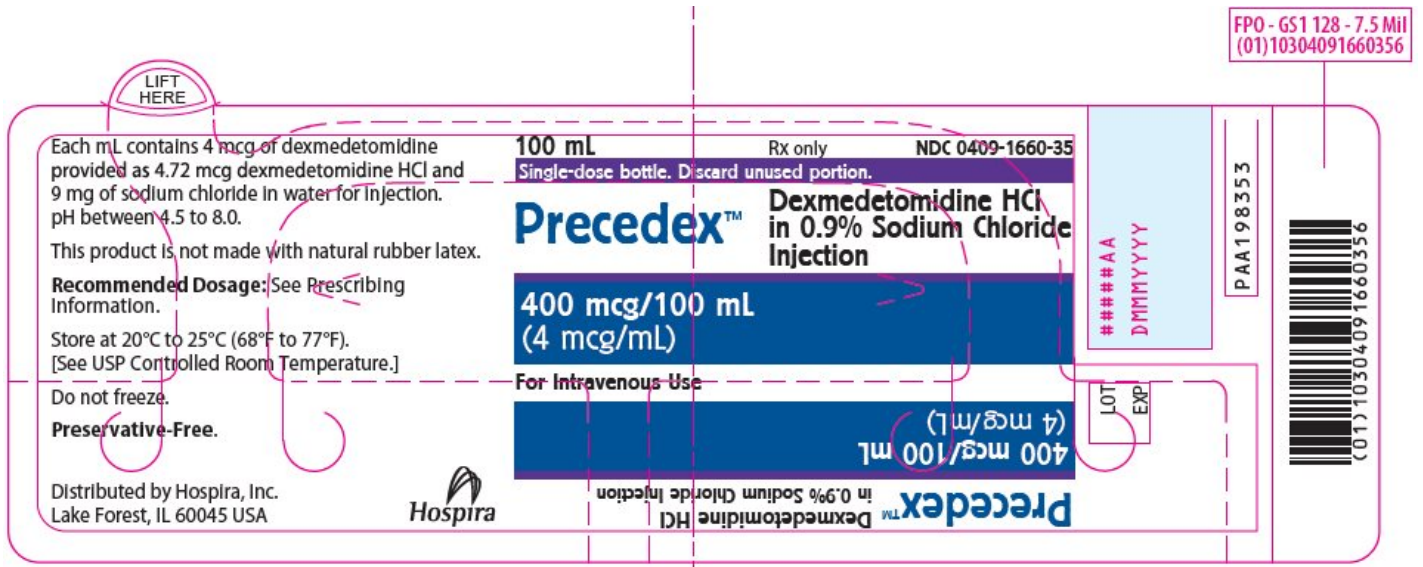 FPO - GS1 128 - 7.5 Mil
(01)10304091660356
LIFT
HERE
Each mL contains 4 mcg of dexmedetomidine
provided as 4.72 mcg dexmedetomidine HCl and
9 mg of sodium chloride in water for injection.
pH between 4.5 to 8.0.
This product is not made with natural rubber latex.
Recommended Dosage: See Prescribing
Information.
Store at 20°C to 25°C (68°F to 77°F).
[See USP Controlled Room Temperature.]
Do not freeze.
Preservative-Free.
Distributed by Hospira, Inc.
Lake Forest, IL 60045 USA
Hospira
100 mL Rx only NDC 0409-1660-35
Single-dose bottle. Discard unused portion.
Precedex™
Dexmedetomidine HCl
in 0.9% Sodium Chloride
Injection
400 mcg/100 mL
(4 mcg/mL)
For Intravenous Use
Precedex™
Dexmedetomidine HCl
in 0.9% Sodium Chloride Injection
400 mcg/100 mL
(4 mcg/mL)
#####AA
DMMMYYYY
LOT
EXP
PAA198353
(01)10304091660356